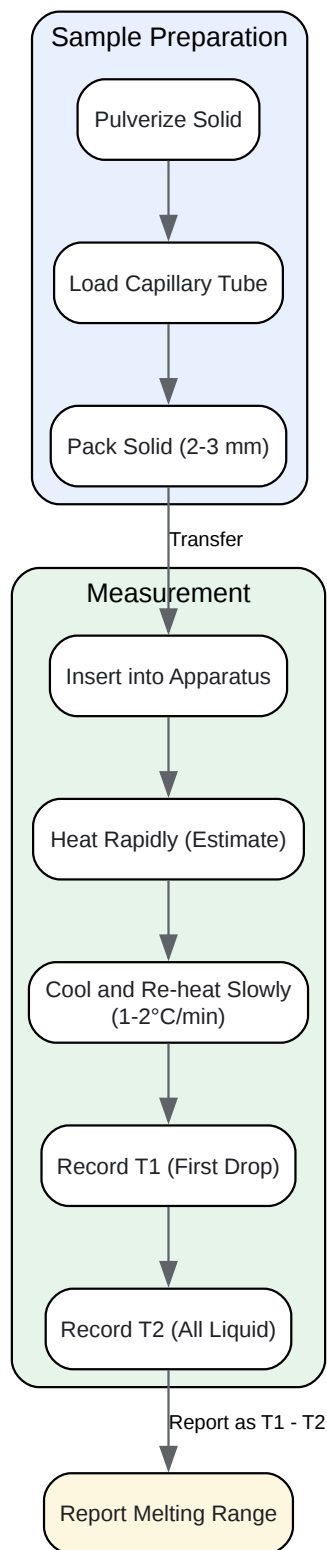 Sample Preparation
Pulverize Solid
Load Capillary Tube
Pack Solid (2-3 mm)
Transfer
Measurement
Insert into Apparatus
Heat Rapidly (Estimate)
Cool and Re-heat Slowly
(1-2°C/min)
Record T1 (First Drop)
Record T2 (All Liquid)
Report as T1 - T2
Report Melting Range